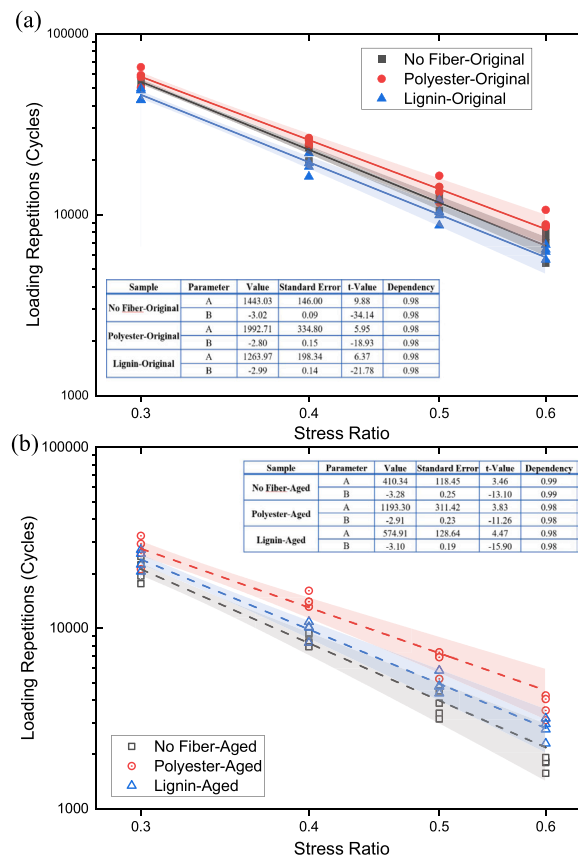 (a)
100000
10000
1000
Loading Repetitions (Cycles)
No Fiber-Original
Polyester-Original
Lignin-Original
Sample Parameter Value Standard Error t-Value Dependency
No Fiber-Original A 1443.03 146.00 9.88 0.98
B -3.02 0.09 -34.14 0.98
Polyester-Original A 1992.71 334.80 5.95 0.98
B -2.80 0.15 -18.93 0.98
Lignin-Original A 1263.97 198.34 6.37 0.98
B -2.99 0.14 -21.78 0.98
0.3 0.4 0.5 0.6
Stress Ratio
(b)
100000
10000
1000
Loading Repetitions (Cycles)
Sample Parameter Value Standard Error t-Value Dependency
No Fiber-Aged A 410.34 118.45 3.46 0.99
B -3.28 0.25 -13.10 0.99
Polyester-Aged A 1193.30 311.42 3.83 0.98
B -2.91 0.23 -11.26 0.98
Lignin-Aged A 574.91 128.64 4.47 0.98
B -3.10 0.19 -15.90 0.98
No Fiber-Aged
Polyester-Aged
Lignin-Aged
0.3 0.4 0.5 0.6
Stress Ratio